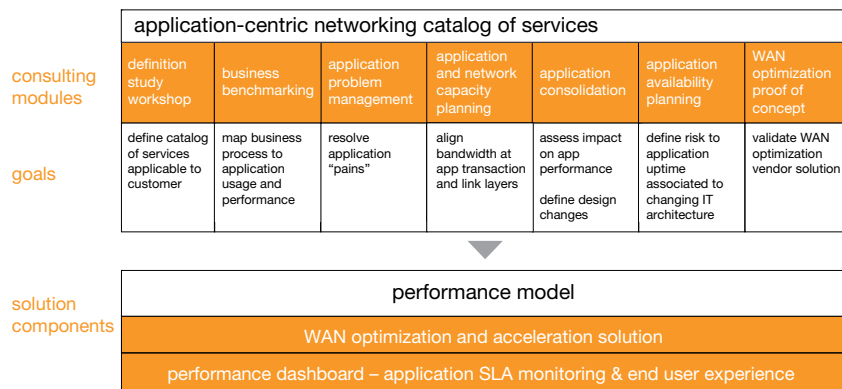 application-centric networking catalog of services
consulting
modules
definition
study
workshop
business
benchmarking
application
problem
management
application
and network
capacity
planning
application
consolidation
application
availability
planning
WAN
optimization
proof of
concept
goals
define catalog
of services
applicable to
customer
map business
process to
application
usage and
performance
resolve
application
“pains”
align
bandwidth at
app transaction
and link layers
assess impact
on app
performance
define design
changes
define risk to
application
uptime
associated to
changing IT
architecture
validate WAN
optimization
vendor solution
solution
components
performance model
WAN optimization and acceleration solution
performance dashboard – application SLA monitoring & end user experience